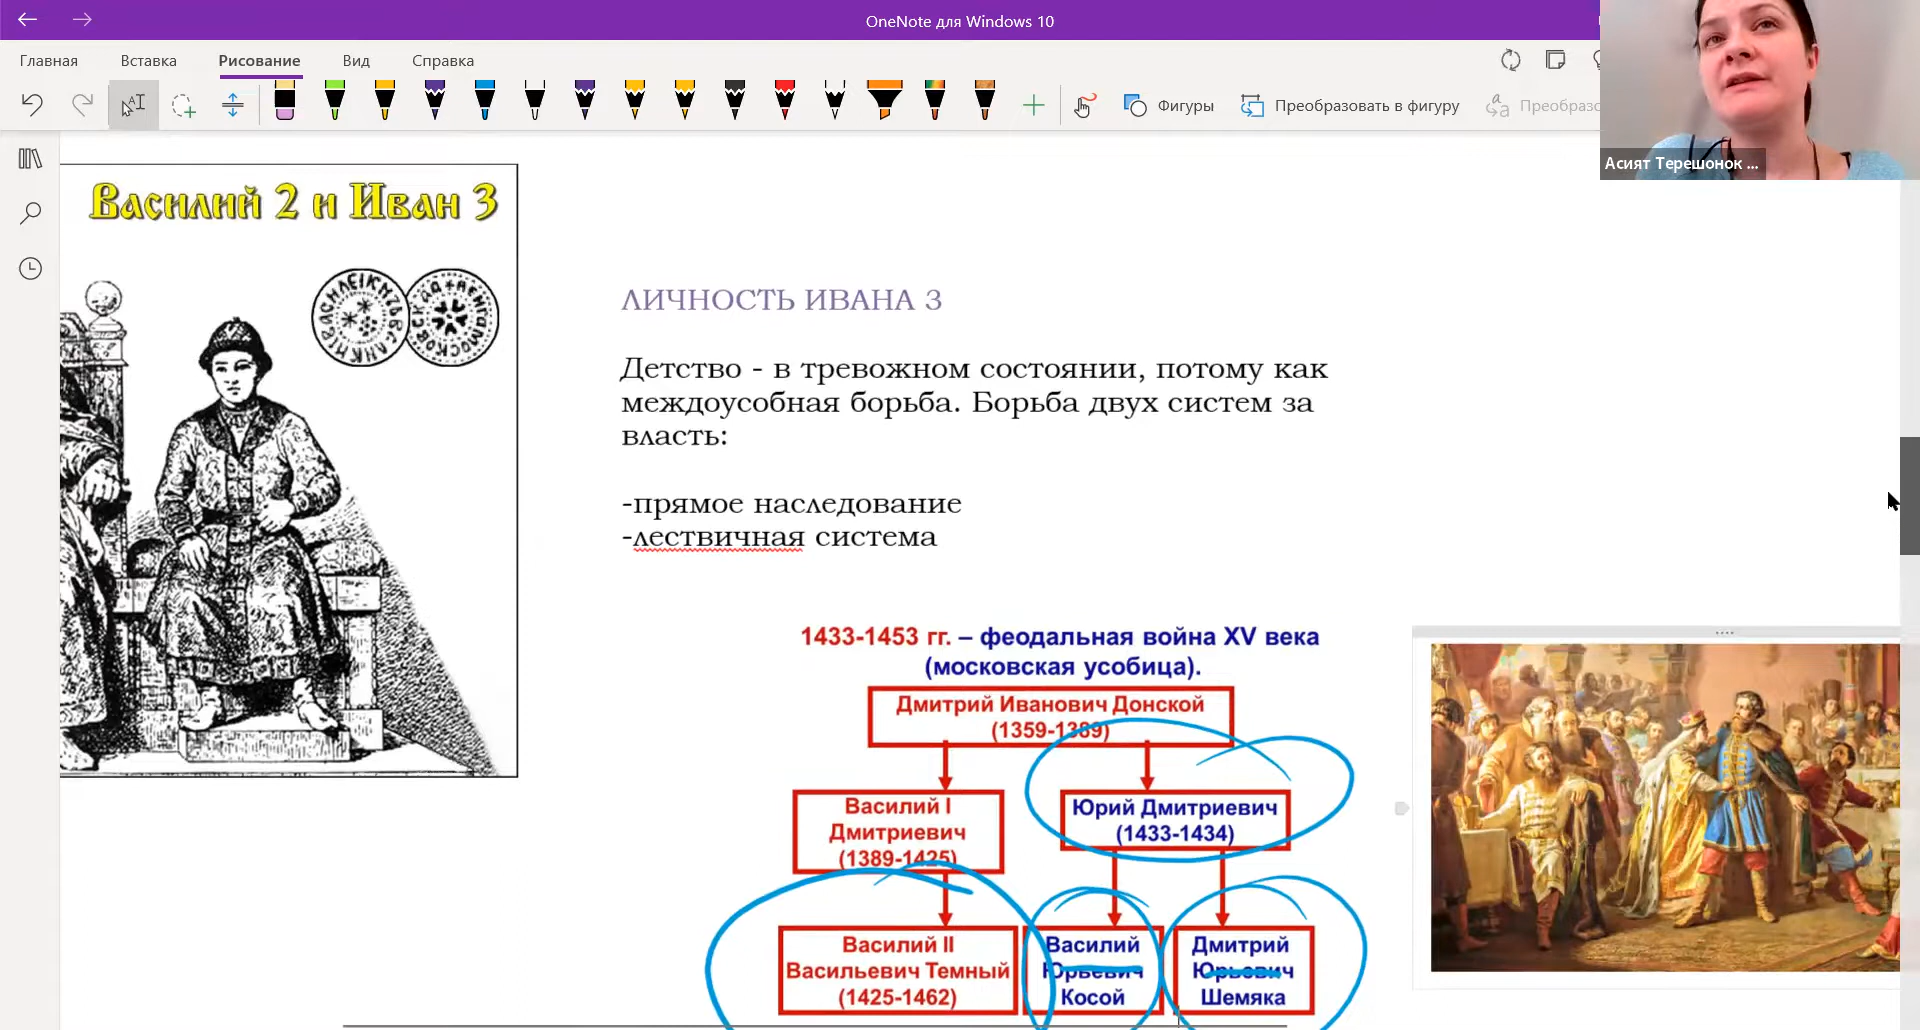 OneNote для Windows 10
Главная
Вставка
Рисование
Вид
Справка
Фигуры
Преобразовать в фигуру
Асият Терешонок ...
Василий 2 и Иван 3
ЛИЧНОСТЬ ИВАНА 3
Детство - в тревожном состоянии, потому как
междоусобная борьба. Борьба двух систем за
власть:
-прямое наследование
-лествичная система
1433-1453 гг. – феодальная война XV века
(московская усобица).
Дмитрий Иванович Донской
(1359-1389)
Василий I
Дмитриевич
(1389-1425)
Юрий Дмитриевич
(1433-1434)
Василий II
Васильевич Темный
(1425-1462)
Василий
Юрьевич
Косой
Дмитрий
Юрьевич
Шемяка